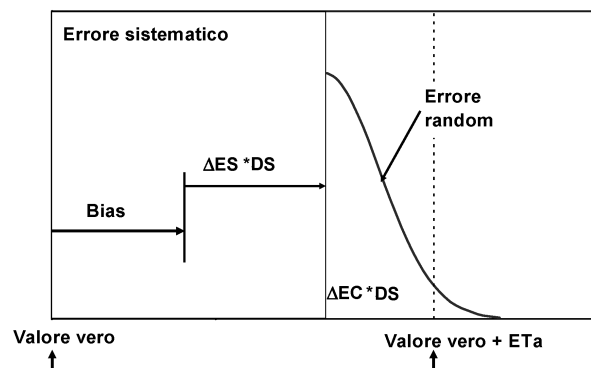 Errore sistematico
Errore
random
ΔES *DS
Bias
ΔEC *DS
Valore vero
Valore vero + ETa